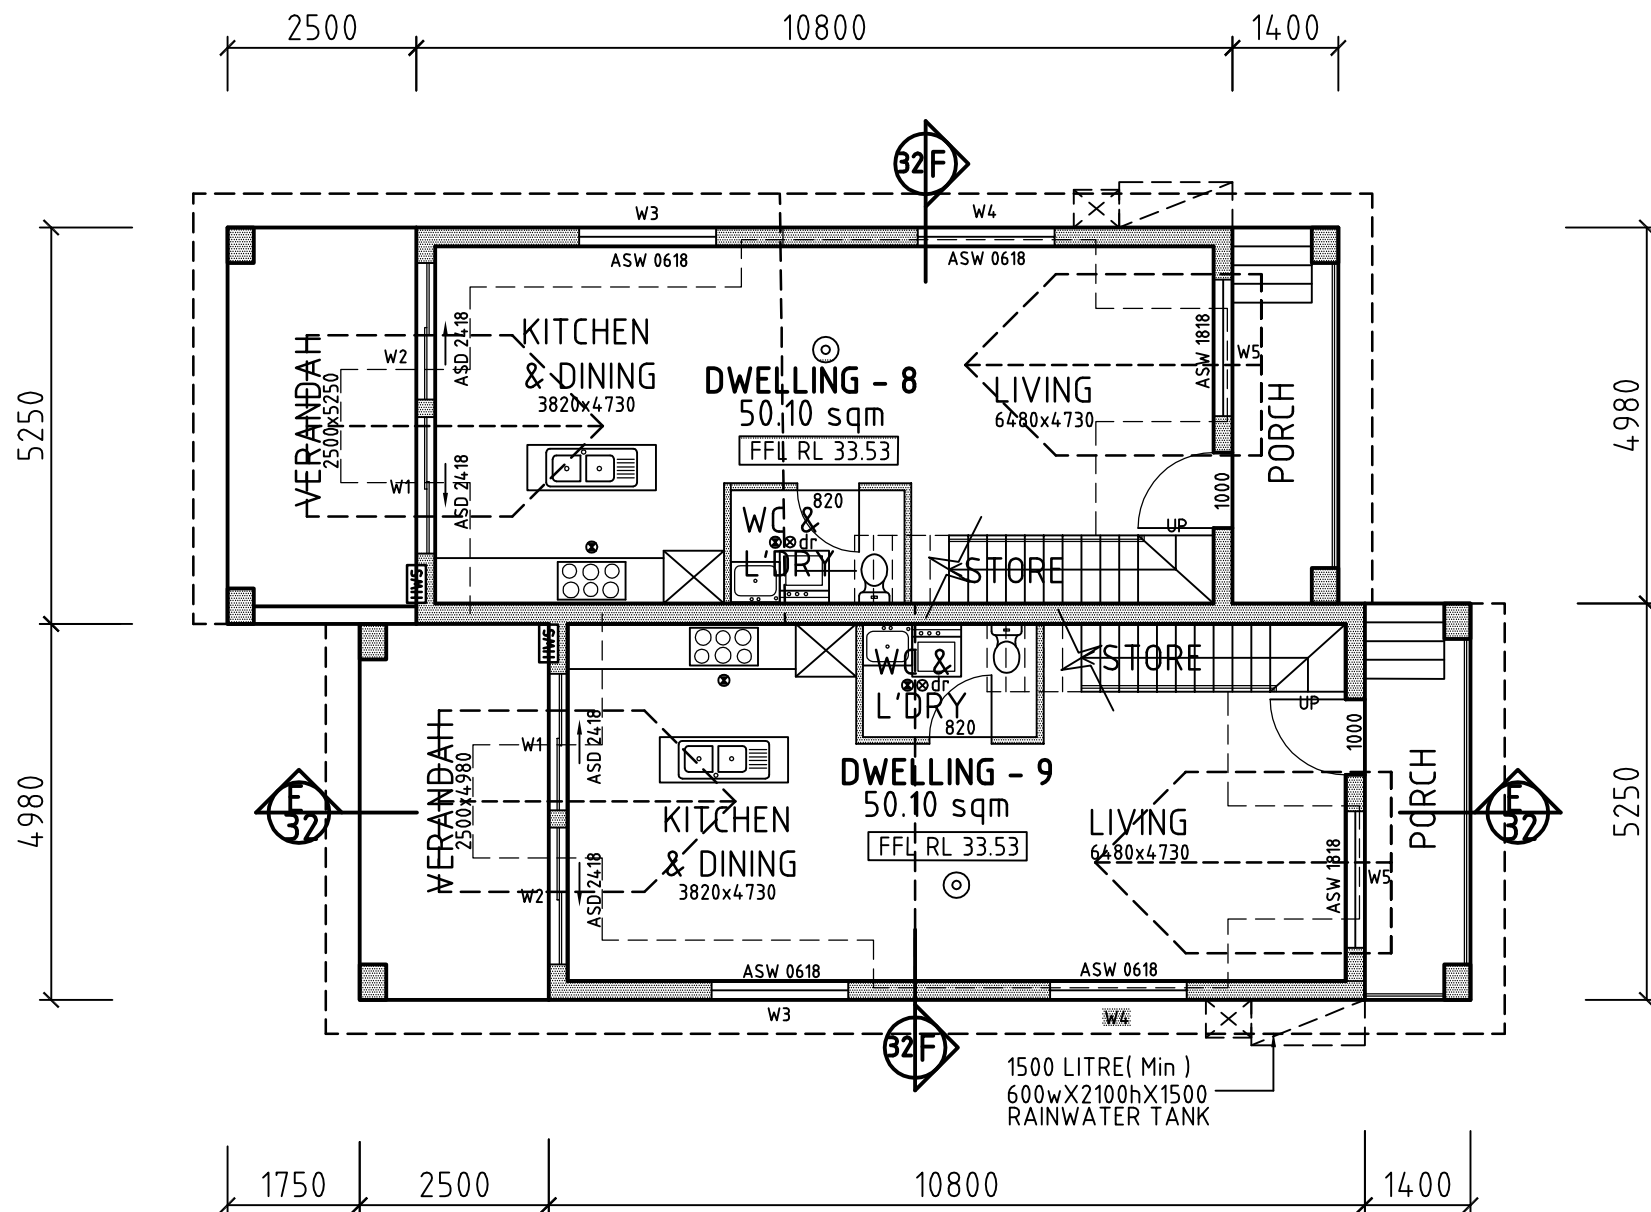 2500
10800
1400
32 F
W3
W4
ASW 0618
ASW 0618
5250
4980
KITCHEN
& DINING
3820x4730
VERANDAH
2500x5250
W2
W1
ASD 2418
ASD 2418
DWELLING - 8
50.10 sqm
FFL RL 33.53
LIVING
6480x4730
ASW 1818
W5
PORCH
1000
UP
WC &
L'DRY
820
dr
STORE
HWS
HWS
WC &
L'DRY
dr
820
STORE
UP
1000
VERANDAH
2500x4980
W1
W2
ASD 2418
ASD 2418
DWELLING - 9
50.10 sqm
FFL RL 33.53
KITCHEN
& DINING
3820x4730
LIVING
6480x4730
ASW 1818
W5
PORCH
4980
5250
E
32
E
32
ASW 0618
ASW 0618
W3
W4
32 F
1500 LITRE( Min )
600wX2100hX1500
RAINWATER TANK
1750
2500
10800
1400